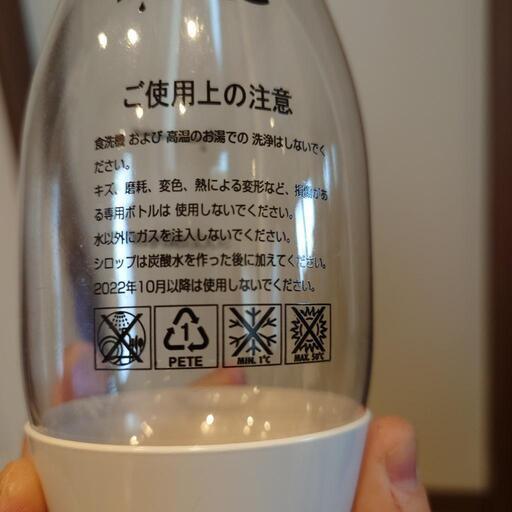 ご使用上の注意
食洗機 および 高温のお湯での 洗浄はしないでく
ださい。
キズ、磨耗、変色、熱による変形など、損傷があ
る専用ボトルは 使用しないでください。
水以外にガスを注入しないでください。
シロップは炭酸水を作った後に加えてください。
2022年10月以降は使用しないでください。
1
PETE
MIN. 1°C
MAX. 50°C